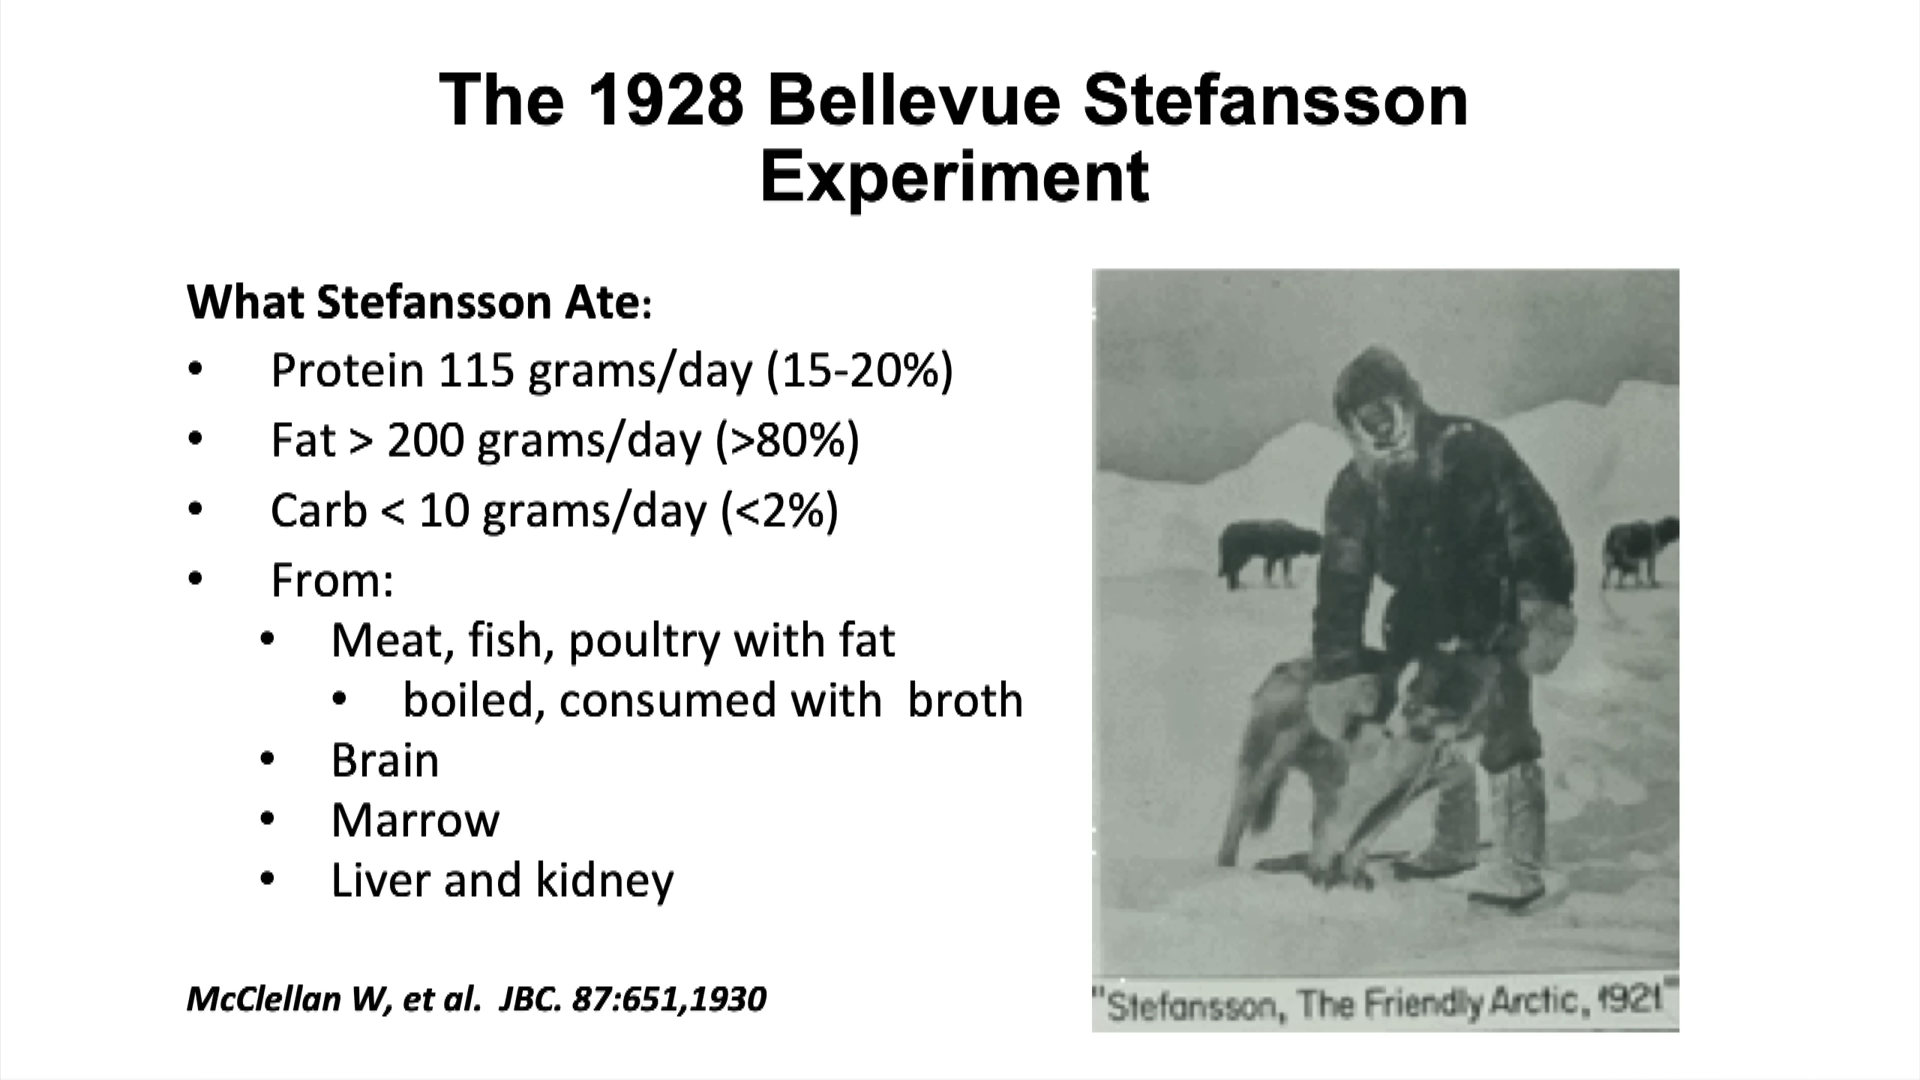 The 1928 Bellevue Stefansson
Experiment
What Stefansson Ate:
• Protein 115 grams/day (15-20%)
• Fat > 200 grams/day (>80%)
• Carb < 10 grams/day (<2%)
• From:
• Meat, fish, poultry with fat
• boiled, consumed with broth
• Brain
• Marrow
• Liver and kidney
McClellan W, et al. JBC. 87:651,1930
"Stefansson, The Friendly Arctic, 1921"